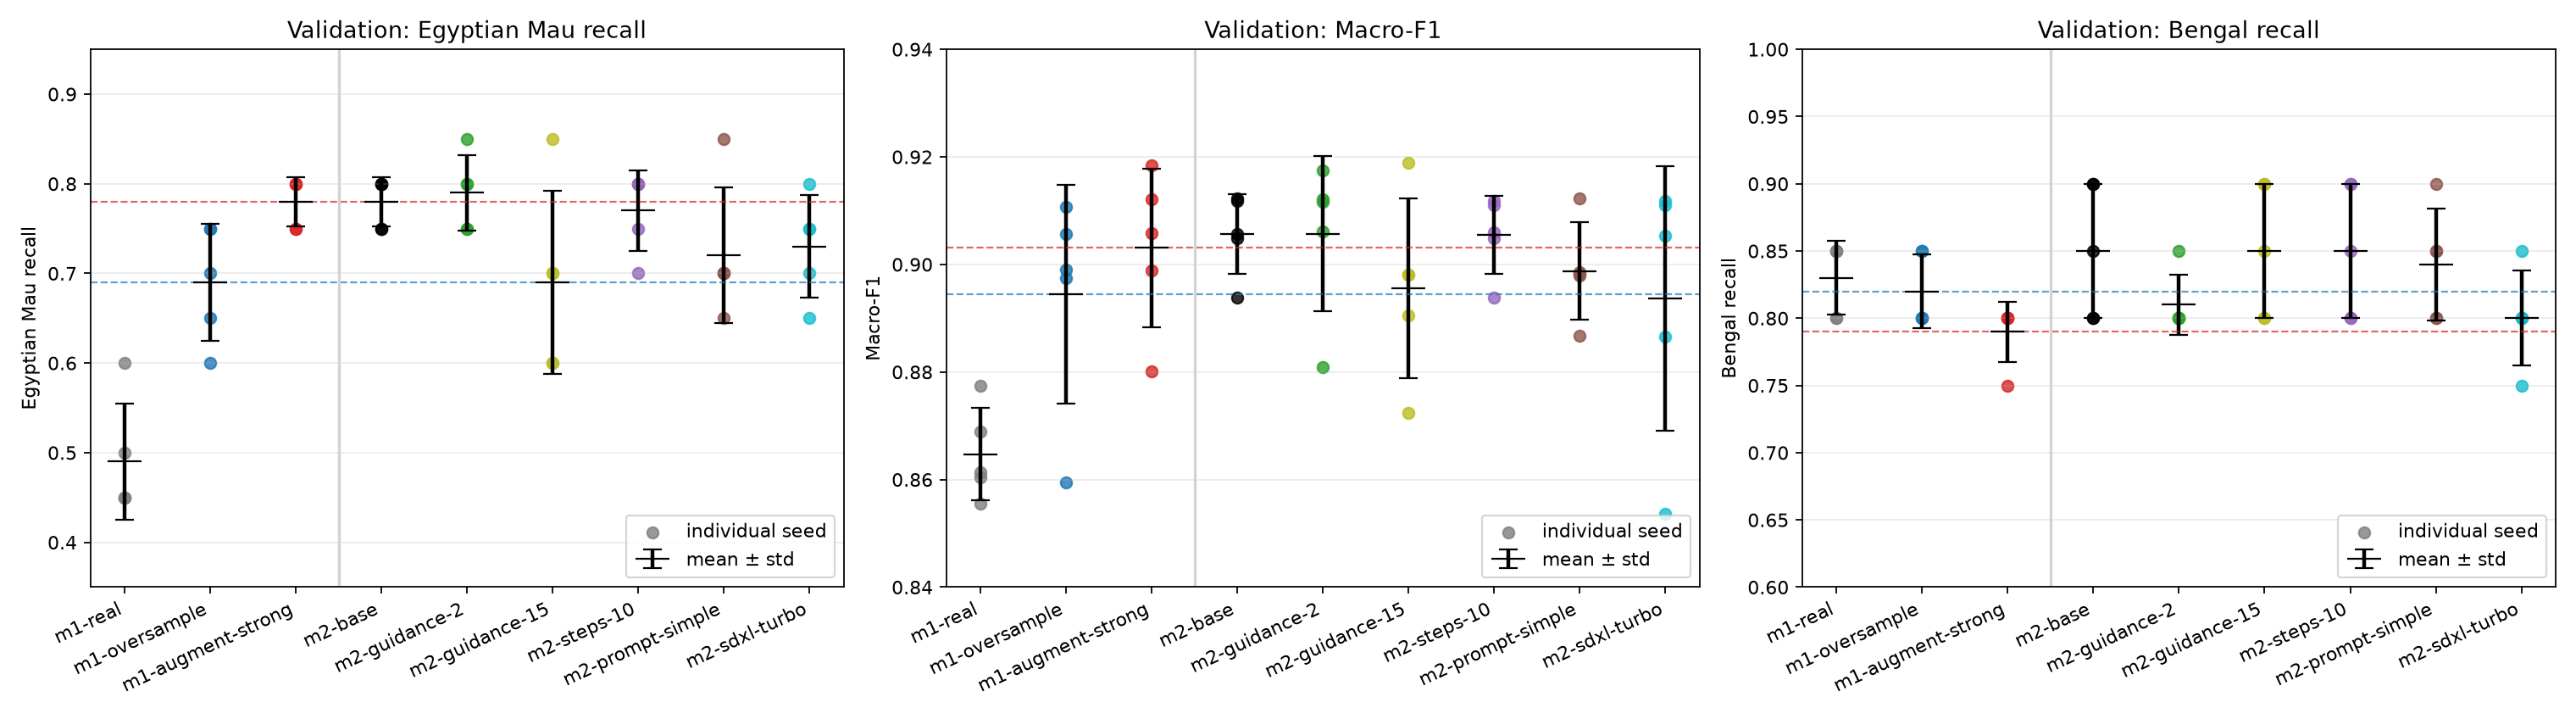 Validation: Egyptian Mau recall
Egyptian Mau recall
0.9
0.8
0.7
0.6
0.5
0.4
individual seed
mean ± std
m1-real
m1-oversample
m1-augment-strong
m2-base
m2-guidance-2
m2-guidance-15
m2-steps-10
m2-prompt-simple
m2-sdxl-turbo
Validation: Macro-F1
Macro-F1
0.94
0.92
0.90
0.88
0.86
0.84
individual seed
mean ± std
m1-real
m1-oversample
m1-augment-strong
m2-base
m2-guidance-2
m2-guidance-15
m2-steps-10
m2-prompt-simple
m2-sdxl-turbo
Validation: Bengal recall
Bengal recall
1.00
0.95
0.90
0.85
0.80
0.75
0.70
0.65
0.60
individual seed
mean ± std
m1-real
m1-oversample
m1-augment-strong
m2-base
m2-guidance-2
m2-guidance-15
m2-steps-10
m2-prompt-simple
m2-sdxl-turbo